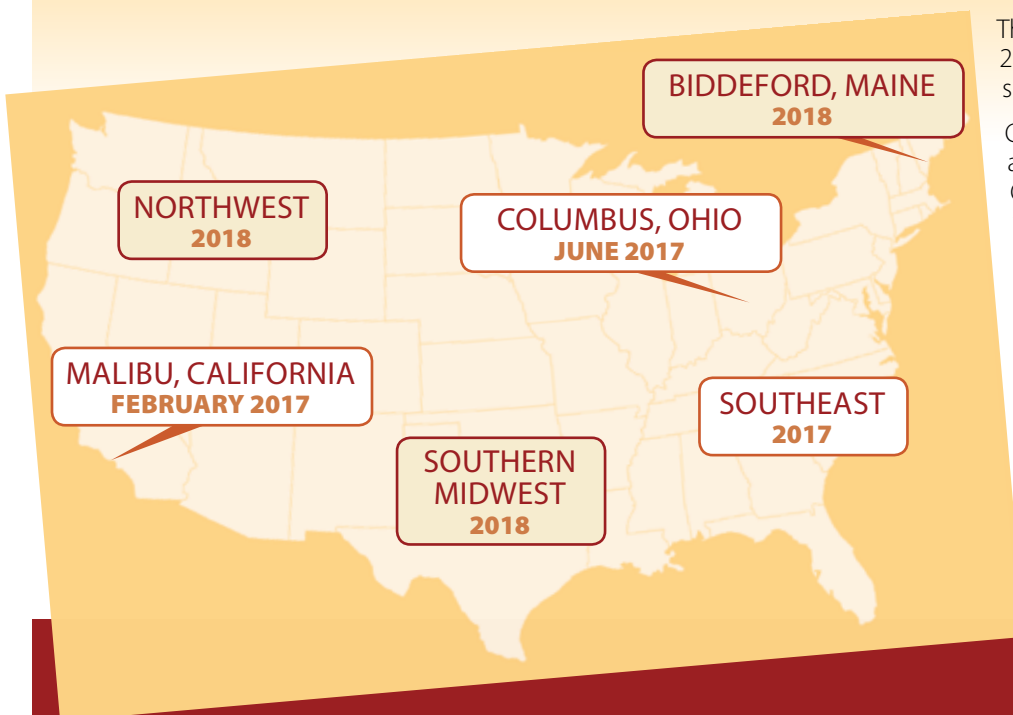 BIDDEFORD, MAINE
2018
NORTHWEST
2018
COLUMBUS, OHIO
JUNE 2017
MALIBU, CALIFORNIA
FEBRUARY 2017
SOUTHEAST
2017
SOUTHERN
MIDWEST
2018